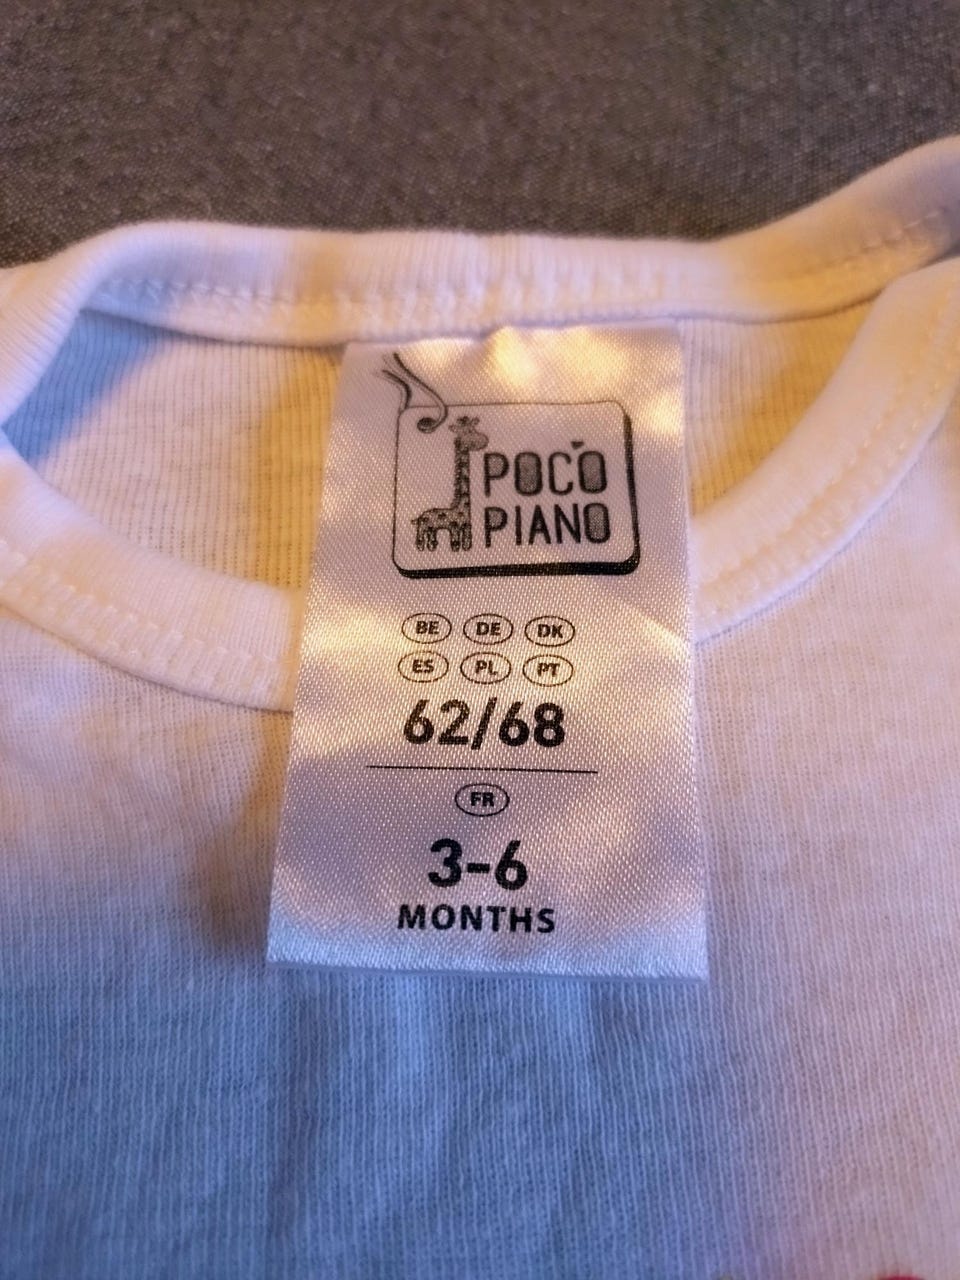 POCO
PIANO
BE DE DK
ES PL PT
62/68
FR
3-6
MONTHS